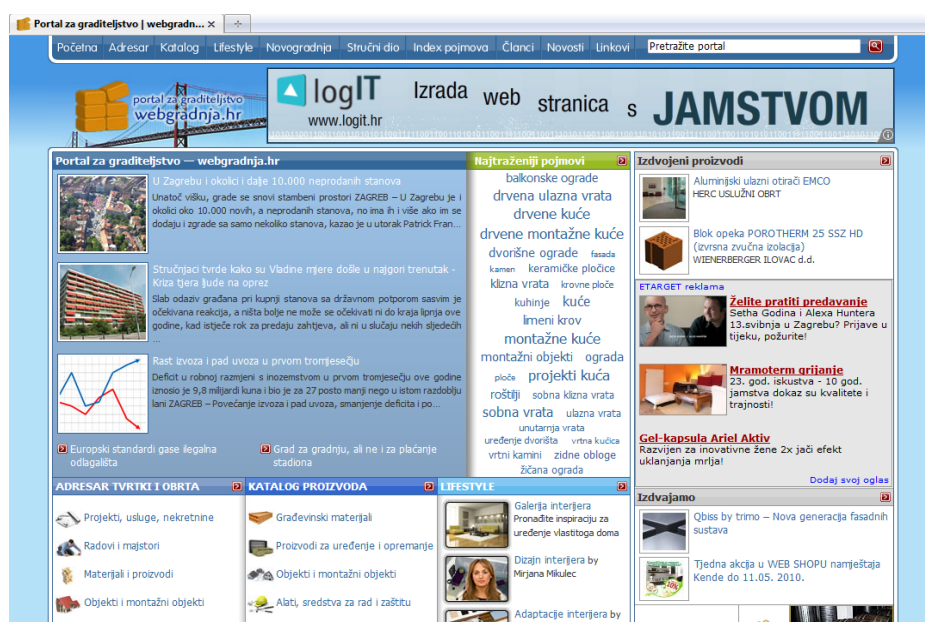 Portal za graditeljstvo | webgradn...
Početna Adresar Katalog Lifestyle Novogradnja Stručni dio Index pojmova Članci Novosti Linkovi Pretražite portal
portal za graditeljstvo
webgradnja.hr
logIT
www.logit.hr
Izrada web stranica s JAMSTVOM
Portal za graditeljstvo — webgradnja.hr
U Zagrebu i okolici i dalje 10.000 neprodanih stanova
Unatoč višku, grade se snovi stambeni prostori ZAGREB – U Zagrebu je i
okolici oko 10.000 novih, a neprodanih stanova, no ima ih i više ako im se
dodaju i zgrade sa samo nekoliko stanova, kazao je u utorak Patrick Fran...
Stručnjaci tvrde kako su Vladine mjere došle u najgori trenutak -
Kriza tjera ljude na oprez
Slab odaziv građana pri kupnji stanova sa državnom potporom sasvim je
očekivana reakcija, a ništa bolje ne može se očekivati ni do kraja lipnja ove
godine, kad istječe rok za predaju zahtjeva, ali ni u slučaju nekih sljedećih
...
Rast izvoza i pad uvoza u prvom tromjesečju
Deficit u robnoj razmjeni s inozemstvom u prvom tromjesečju ove godine
iznosio je 9,8 milijardi kuna i bio je za 27 posto manji nego u istom razdoblju
lani ZAGREB – Povećanje izvoza i pad uvoza, smanjenje deficita i po...
Europski standardi gase ilegalna
odlagališta
Grad za gradnju, ali ne i za plaćanje
stadiona
Najtraženiji pojmovi
balkonske ograde
drvena ulazna vrata
drvene kuće
drvene montažne kuće
dvorišne ograde fasada
kamen keramičke pločice
klizna vrata krovne ploče
kuhinje kuće
limeni krov
montažne kuće
montažni objekti ograda
ploče projekti kuća
roštilji sobna klizna vrata
sobna vrata ulazna vrata
unutarnja vrata
uređenje dvorišta vrtna kućica
vrtni kamini zidne obloge
žičana ograda
Izdvojeni proizvodi
Aluminijski ulazni otirači EMCO
HERC USLUŽNI OBRT
Blok opeka POROTHERM 25 SSZ HD
(izvrsna zvučna izolacija)
WIENERBERGER ILOVAC d.d.
ETARGET reklama
Želite pratiti predavanje
Setha Godina i Alexa Huntera
13.svibnja u Zagrebu? Prijave u
tijeku, požurite!
Mramoterm grijanje
23. god. iskustva - 10 god.
jamstva dokaz su kvalitete i
trajnosti!
Gel-kapsula Ariel Aktiv
Razvijen za inovativne žene 2x jači efekt
uklanjanja mrlja!
Dodaj svoj oglas
ADRESAR TVRTKI I OBRTA
Projekti, usluge, nekretnine
Radovi i majstori
Materijali i proizvodi
Objekti i montažni objekti
KATALOG PROIZVODA
Građevinski materijali
Proizvodi za uređenje i opremanje
Objekti i montažni objekti
Alati, sredstva za rad i zaštitu
LIFESTYLE
Galerija interijera
Pronađite inspiraciju za
uređenje vlastitoga doma
Dizajn interijera by
Mirjana Mikulec
Adaptacije interijera by
Izdvajamo
Qbiss by trimo – Nova generacija fasadnih
sustava
Tjedna akcija u WEB SHOPU namještaja
Kende do 11.05. 2010.